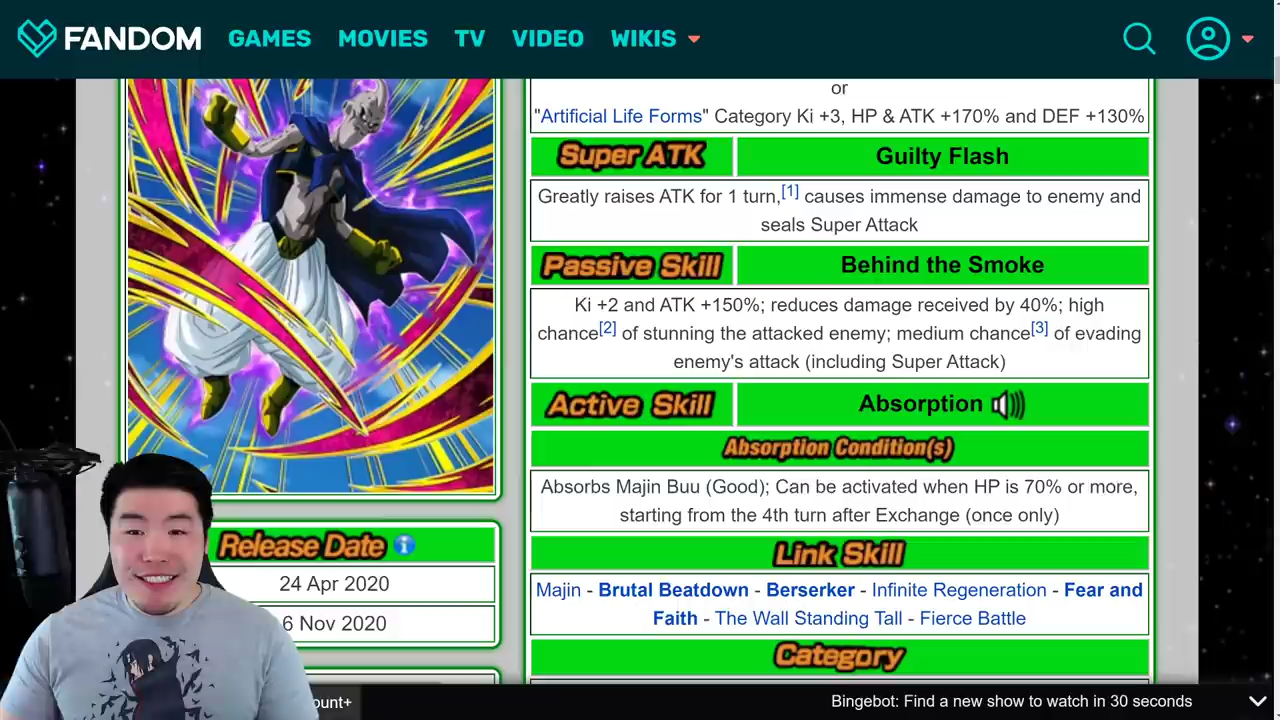 FANDOM GAMES MOVIES TV VIDEO WIKIS
or
"Artificial Life Forms" Category Ki +3, HP & ATK +170% and DEF +130%
Super ATK
Guilty Flash
Greatly raises ATK for 1 turn,[1] causes immense damage to enemy and
seals Super Attack
Passive Skill
Behind the Smoke
Ki +2 and ATK +150%; reduces damage received by 40%; high
chance[2] of stunning the attacked enemy; medium chance[3] of evading
enemy's attack (including Super Attack)
Active Skill
Absorption
Absorption Condition(s)
Absorbs Majin Buu (Good); Can be activated when HP is 70% or more,
starting from the 4th turn after Exchange (once only)
Link Skill
Majin - Brutal Beatdown - Berserker - Infinite Regeneration - Fear and
Faith - The Wall Standing Tall - Fierce Battle
Category
Release Date
24 Apr 2020
6 Nov 2020
ount+
Bingebot: Find a new show to watch in 30 seconds